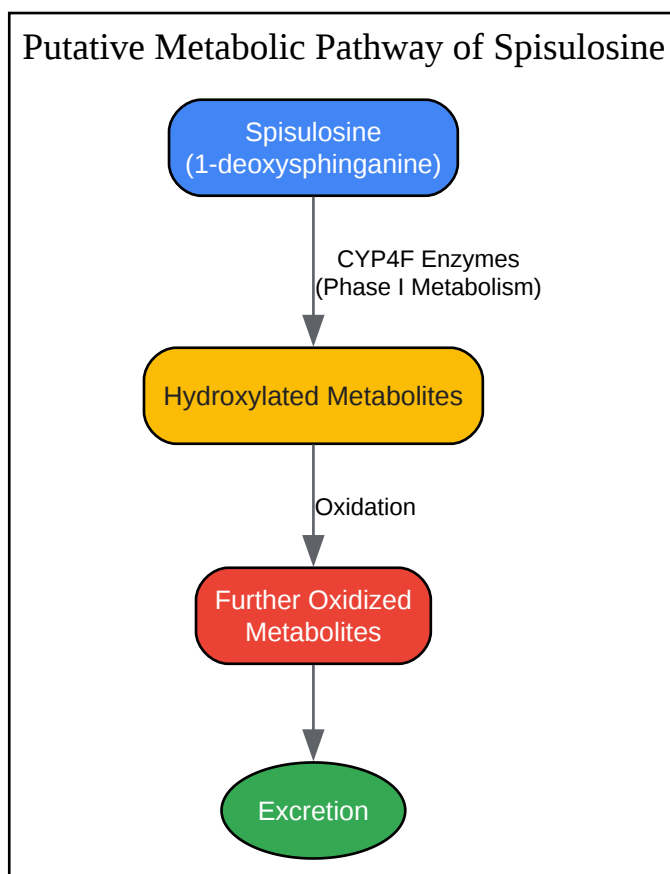 Putative Metabolic Pathway of Spisulosine
Spisulosine
(1-deoxysphinganine)
CYP4F Enzymes
(Phase I Metabolism)
Hydroxylated Metabolites
Oxidation
Further Oxidized
Metabolites
Excretion